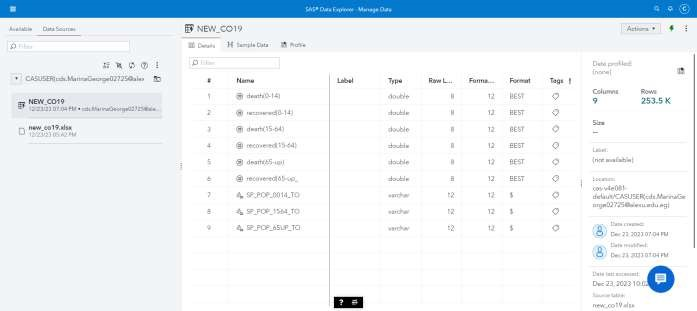 SAS® Data Explorer - Manage Data
Available Data Sources
Filter
CASUSER(cds.MarinaGeorge02725@alex
NEW_CO19
12/23/23 07:04 PM • cds.MarinaGeorge02725@ale...
new_co19.xlsx
12/23/23 05:42 PM
NEW_CO19
Actions
Details Sample Data Profile
Filter
# Name Label Type Raw L... Forma... Format Tags
1 death(0-14) double 8 12 BEST
2 recovered(0-14) double 8 12 BEST
3 death(15-64) double 8 12 BEST
4 recovered(15-64) double 8 12 BEST
5 death(65-up) double 8 12 BEST
6 recovered(65-up_ double 8 12 BEST
7 SP_POP_0014_TO varchar 12 12 $
8 SP_POP_1564_TO varchar 12 12 $
9 SP_POP_65UP_TO varchar 12 12 $
Date profiled:
(none)
Columns Rows
9 253.5 K
Size
--
Label:
(not available)
Location:
cas-v4e081-
default/CASUSER(cds.MarinaGe
orge02725@alexu.edu.eg)
Date created:
Dec 23, 2023 07:04 PM
Date modified:
Dec 23, 2023 07:04 PM
Date last accessed:
Dec 23, 2023 10:02
Source table:
new_co19.xlsx